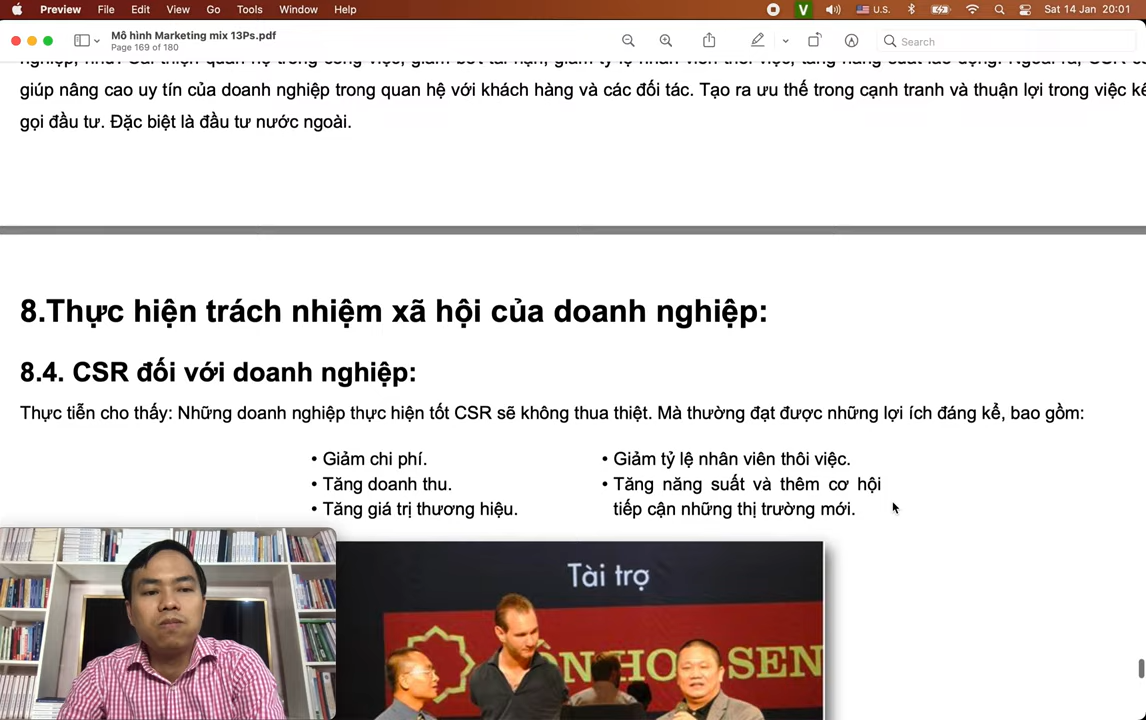 Preview File Edit View Go Tools Window Help
V U.S. Sat 14 Jan 20:01
Mô hình Marketing mix 13Ps.pdf
Page 169 of 180
Search
giúp nâng cao uy tín của doanh nghiệp trong quan hệ với khách hàng và các đối tác. Tạo ra ưu thế trong cạnh tranh và thuận lợi trong việc
gọi đầu tư. Đặc biệt là đầu tư nước ngoài.
8.Thực hiện trách nhiệm xã hội của doanh nghiệp:
8.4. CSR đối với doanh nghiệp:
Thực tiễn cho thấy: Những doanh nghiệp thực hiện tốt CSR sẽ không thua thiệt. Mà thường đạt được những lợi ích đáng kể, bao gồm:
• Giảm chi phí.
• Tăng doanh thu.
• Tăng giá trị thương hiệu.
• Giảm tỷ lệ nhân viên thôi việc.
• Tăng năng suất và thêm cơ hội
tiếp cận những thị trường mới.
Tài trợ
SEN